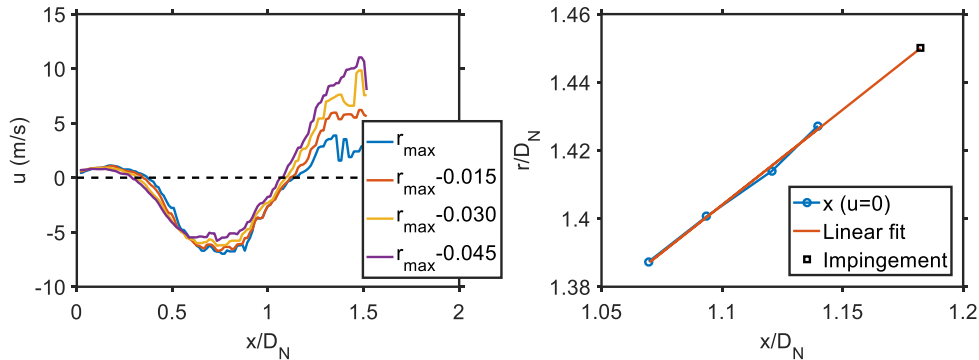 15
10
5
0
-5
-10
u (m/s)
0
0.5
1
1.5
2
x/D_N
r_max
r_max-0.015
r_max-0.030
r_max-0.045
1.46
1.44
1.42
1.4
1.38
r/D_N
1.05
1.1
1.15
1.2
x/D_N
x (u=0)
Linear fit
Impingement